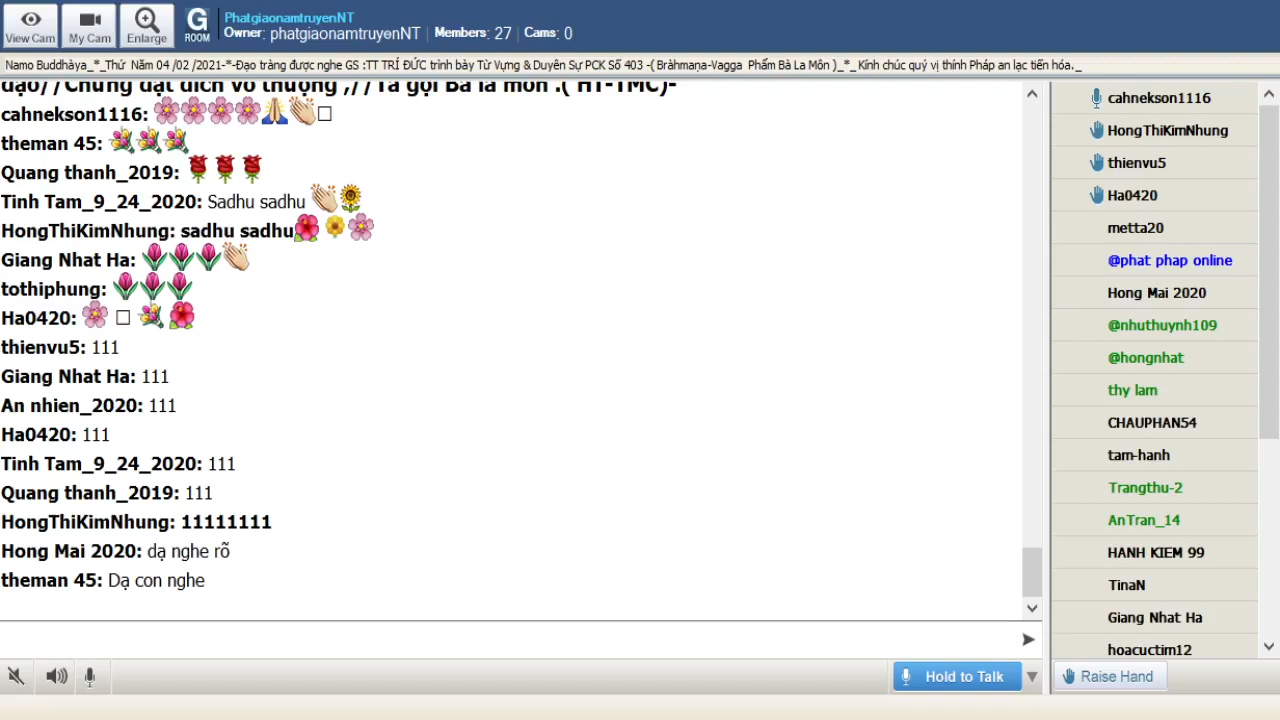 View Cam
My Cam
Enlarge
G
ROOM
PhatgiaonamtruyenNT
Owner: phatgiaonamtruyenNT | Members: 27 | Cams: 0
Namo Buddhàya_*_Thứ Năm 04 /02 /2021-*-Đạo tràng được nghe GS :TT TRÍ ĐỨC trình bày Từ Vựng & Duyên Sự PCK Số 403 -( Bràhmaṇa-Vagga Phẩm Bà La Môn )_*_ Kính chúc quý vị thính Pháp an lạc tiến hóa._
đạo//Chứng đạt đích vô thượng ,//Ta gọi Bà la môn .( HT-TMC)-
cahnekson1116:
theman 45:
Quang thanh_2019:
Tinh Tam_9_24_2020: Sadhu sadhu
HongThiKimNhung: sadhu sadhu
Giang Nhat Ha:
tothiphung:
Ha0420:
thienvu5: 111
Giang Nhat Ha: 111
An nhien_2020: 111
Ha0420: 111
Tinh Tam_9_24_2020: 111
Quang thanh_2019: 111
HongThiKimNhung: 11111111
Hong Mai 2020: dạ nghe rõ
theman 45: Dạ con nghe
Hold to Talk
cahnekson1116
HongThiKimNhung
thienvu5
Ha0420
metta20
@phat phap online
Hong Mai 2020
@nhuthuynh109
@hongnhat
thy lam
CHAUPHAN54
tam-hanh
Trangthu-2
AnTran_14
HANH KIEM 99
TinaN
Giang Nhat Ha
hoacuctim12
Raise Hand